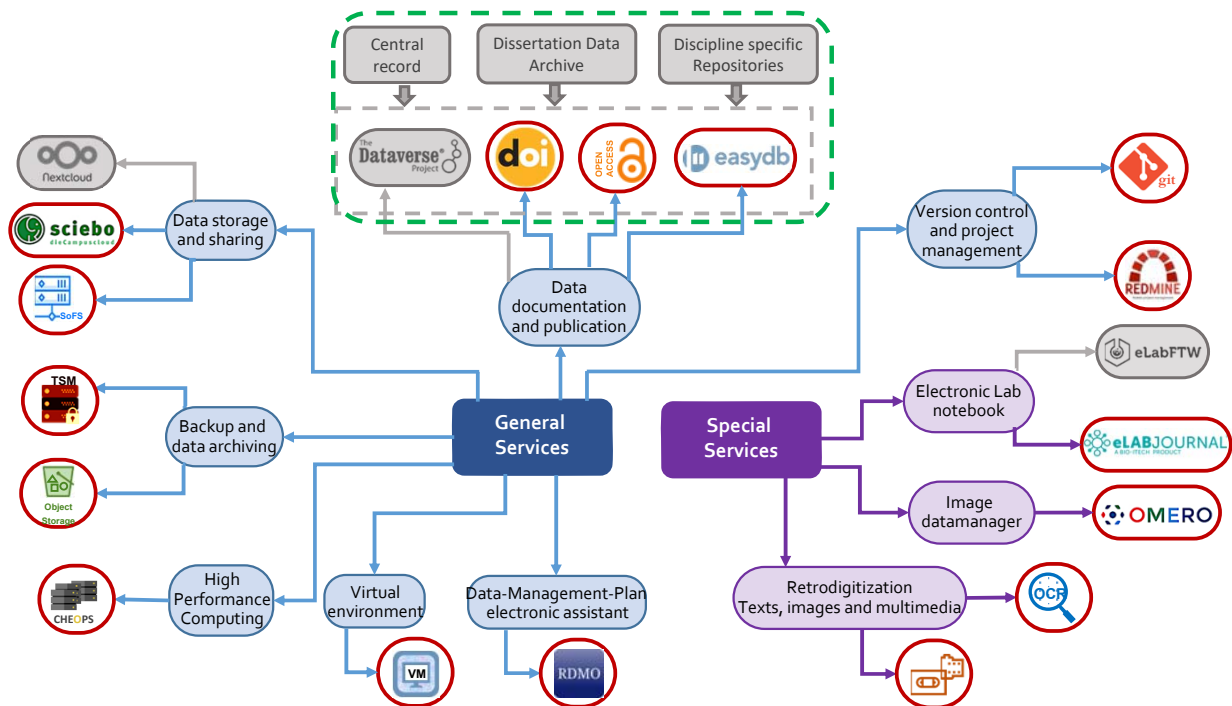 Central
record
Dissertation Data
Archive
Discipline specific
Repositories
The
Dataverse®
Project
doi
OPEN
ACCESS
easydb
Nextcloud
sciebo
dieCampuscloud
SoFS
Data storage
and sharing
Data
documentation
and publication
Version control
and project
management
git
REDMINE
eLabFTW
TSM
Backup and
data archiving
Object
Storage
General
Services
Special
Services
Electronic Lab
notebook
eLABJOURNAL
A BIO-ITECH PRODUCT
Image
datamanager
OMERO
CHEOPS
High
Performance
Computing
Virtual
environment
VM
Data-Management-Plan
electronic assistant
RDMO
Retrodigitization
Texts, images and multimedia
OCR